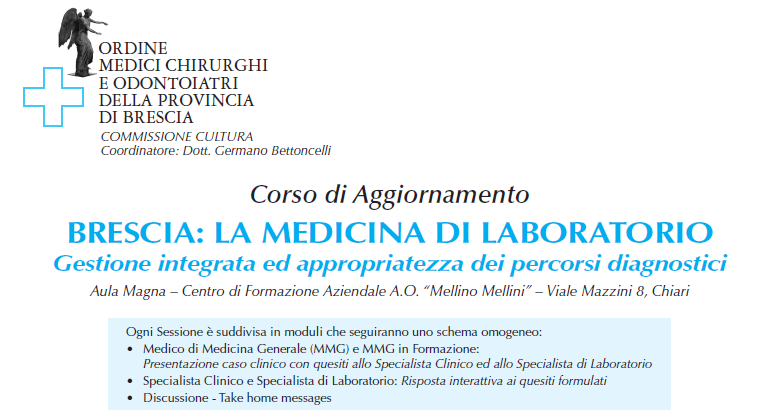 ORDINE
MEDICI CHIRURGHI
E ODONTOIATRI
DELLA PROVINCIA
DI BRESCIA
COMMISSIONE CULTURA
Coordinatore: Dott. Germano Bettoncelli
Corso di Aggiornamento
BRESCIA: LA MEDICINA DI LABORATORIO
Gestione integrata ed appropriatezza dei percorsi diagnostici
Aula Magna – Centro di Formazione Aziendale A.O. “Mellino Mellini” – Viale Mazzini 8, Chiari
Ogni Sessione è suddivisa in moduli che seguiranno uno schema omogeneo:
• Medico di Medicina Generale (MMG) e MMG in Formazione:
Presentazione caso clinico con quesiti allo Specialista Clinico ed allo Specialista di Laboratorio
• Specialista Clinico e Specialista di Laboratorio: Risposta interattiva ai quesiti formulati
• Discussione - Take home messages